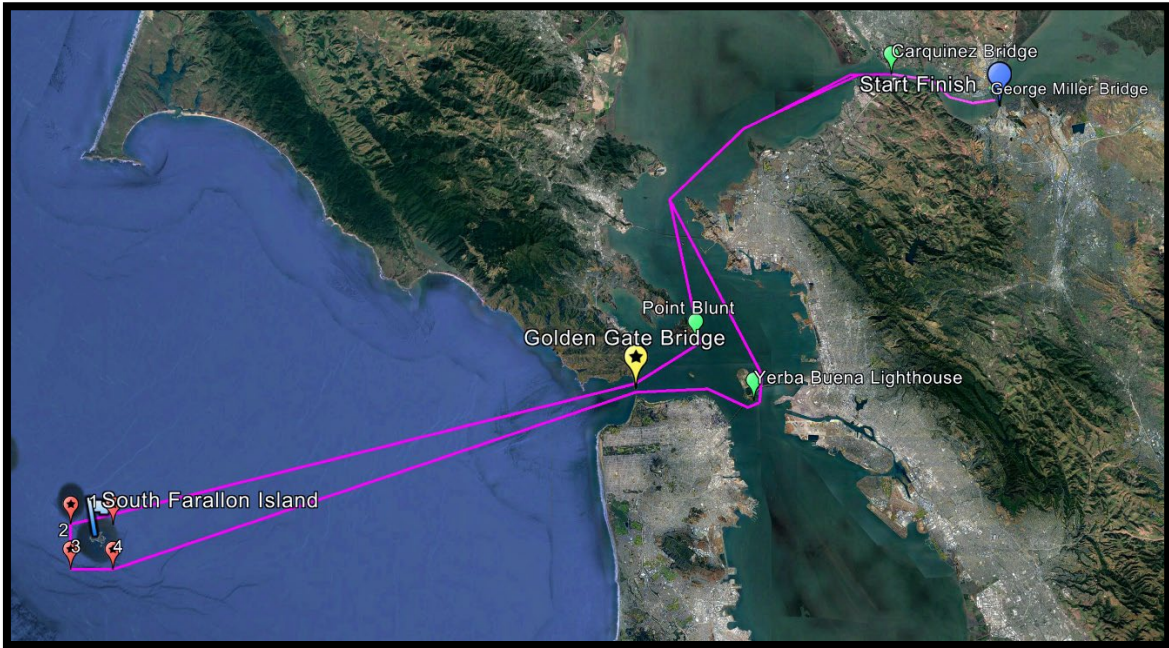 Carquinez Bridge
Start Finish
George Miller Bridge
Point Blunt
Golden Gate Bridge
Yerba Buena Lighthouse
1
South Farallon Island
2
3
4